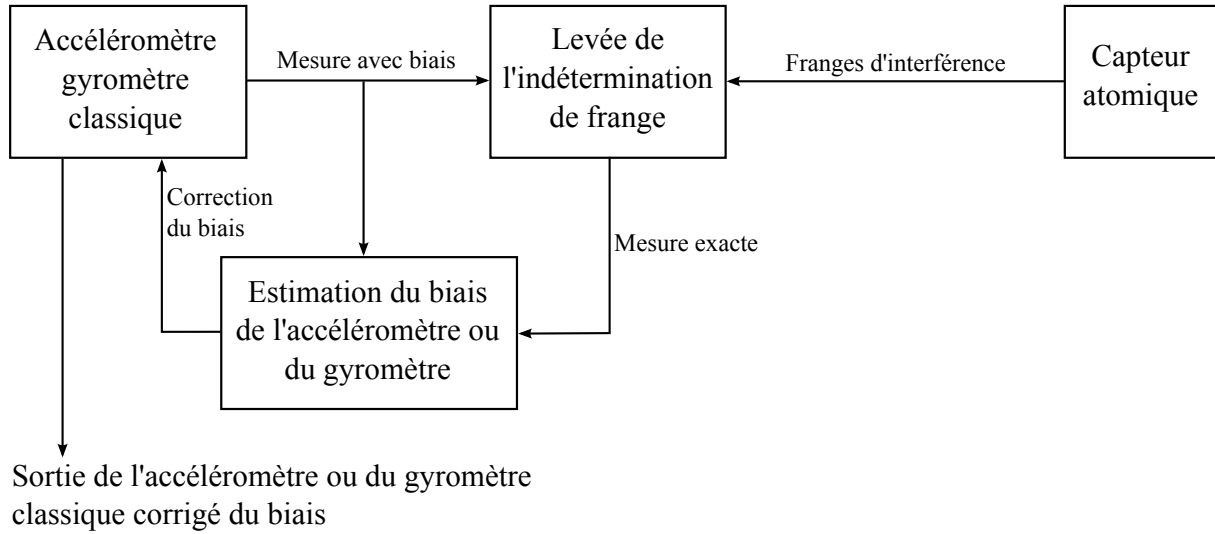 Accéléromètre
gyromètre
classique
Mesure avec biais
Levée de
l'indétermination
de frange
Franges d'interférence
Capteur
atomique
Correction
du biais
Mesure exacte
Estimation du biais
de l'accéléromètre ou
du gyromètre
Sortie de l'accéléromètre ou du gyromètre
classique corrigé du biais